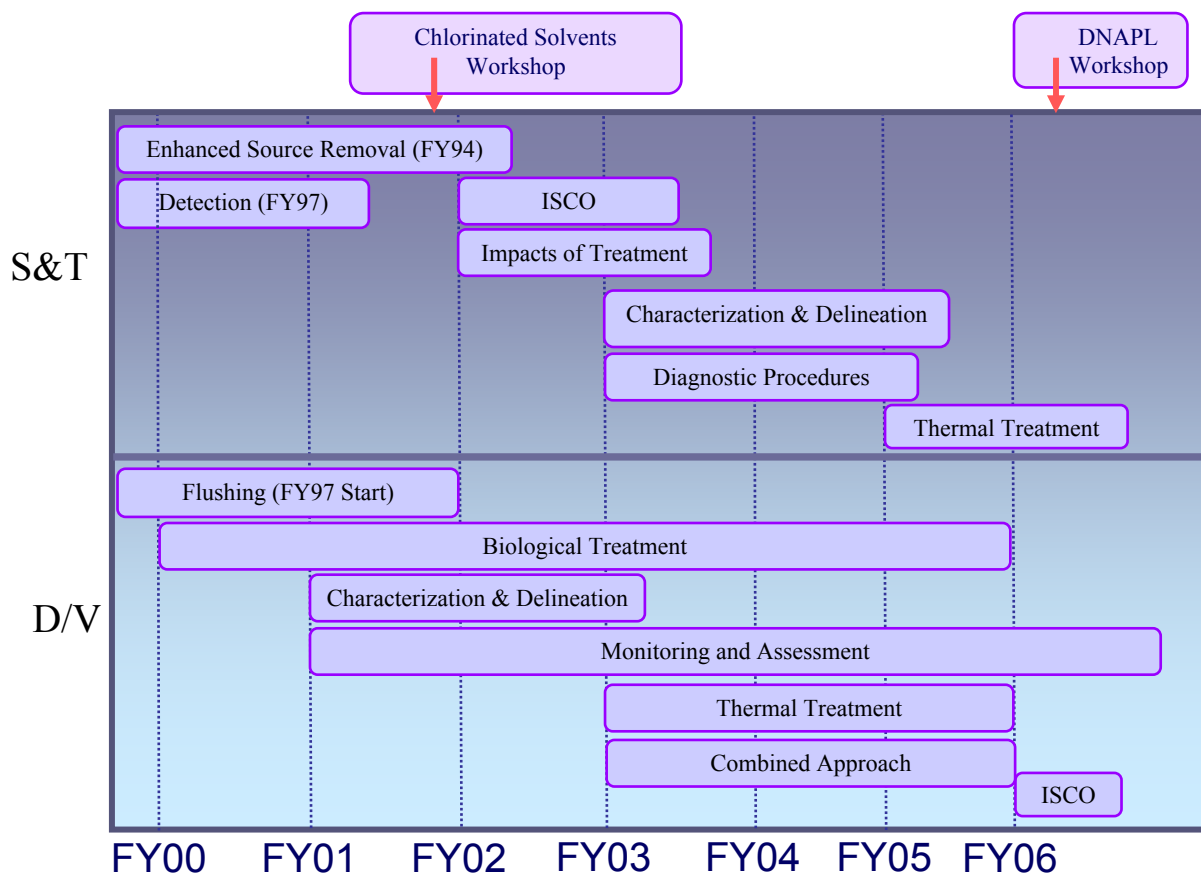 Chlorinated Solvents
Workshop
DNAPL
Workshop
S&T
Enhanced Source Removal (FY94)
Detection (FY97)
ISCO
Impacts of Treatment
Characterization & Delineation
Diagnostic Procedures
Thermal Treatment
D/V
Flushing (FY97 Start)
Biological Treatment
Characterization & Delineation
Monitoring and Assessment
Thermal Treatment
Combined Approach
ISCO
FY00 FY01 FY02 FY03 FY04 FY05 FY06